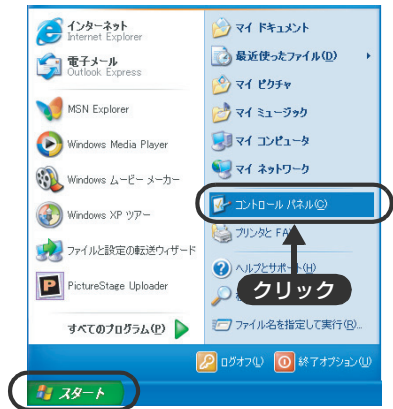 インターネット
Internet Explorer
電子メール
Outlook Express
MSN Explorer
Windows Media Player
Windows ムービー メーカー
Windows XP ツアー
ファイルと設定の転送ウィザード
PictureStage Uploader
すべてのプログラム(P)
マイ ドキュメント
最近使ったファイル(D)
マイ ピクチャ
マイ ミュージック
マイ コンピュータ
マイ ネットワーク
コントロール パネル(C)
プリンタと FA
ヘルプとサポート(H)
クリック
ファイル名を指定して実行(R)...
ログオフ(L)
終了オプション(U)
スタート